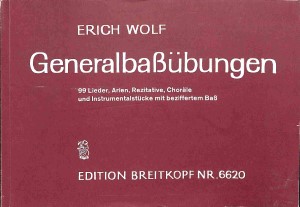 ERICH WOLF
Generalbaßübungen
99 Lieder, Arien, Rezitative, Choräle
und Instrumentalstücke mit beziffertem Baß
EDITION BREITKOPF NR. 6620